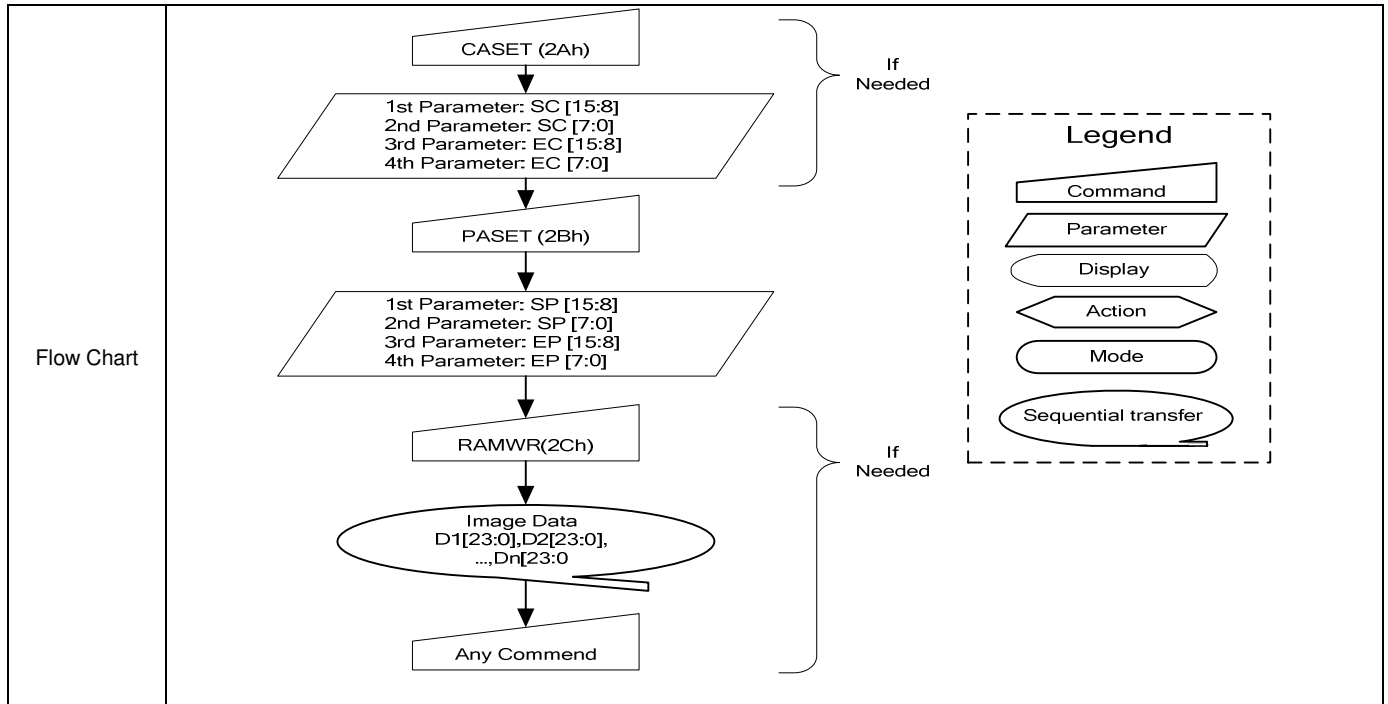 Flow Chart
CASET (2Ah)
1st Parameter: SC [15:8]
2nd Parameter: SC [7:0]
3rd Parameter: EC [15:8]
4th Parameter: EC [7:0]
If
Needed
PASET (2Bh)
1st Parameter: SP [15:8]
2nd Parameter: SP [7:0]
3rd Parameter: EP [15:8]
4th Parameter: EP [7:0]
RAMWR(2Ch)
Image Data
D1[23:0],D2[23:0],
...,Dn[23:0
Any Commend
If
Needed
Legend
Command
Parameter
Display
Action
Mode
Sequential transfer